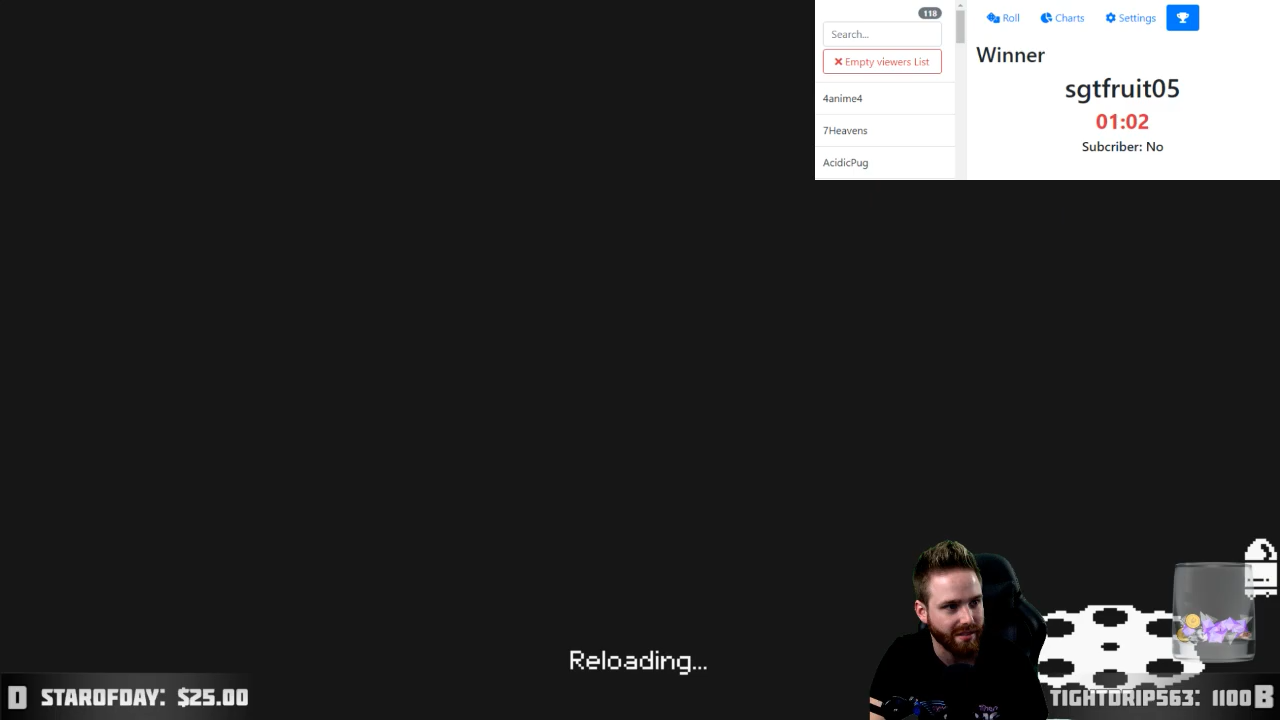 118
Search...
Empty viewers List
4anime4
7Heavens
AcidicPug
Roll
Charts
Settings
Winner
sgtfruit05
01:02
Subcriber: No
Reloading...
D STAROFDAY: $25.00
TIGHTDRIP563: 1100 B